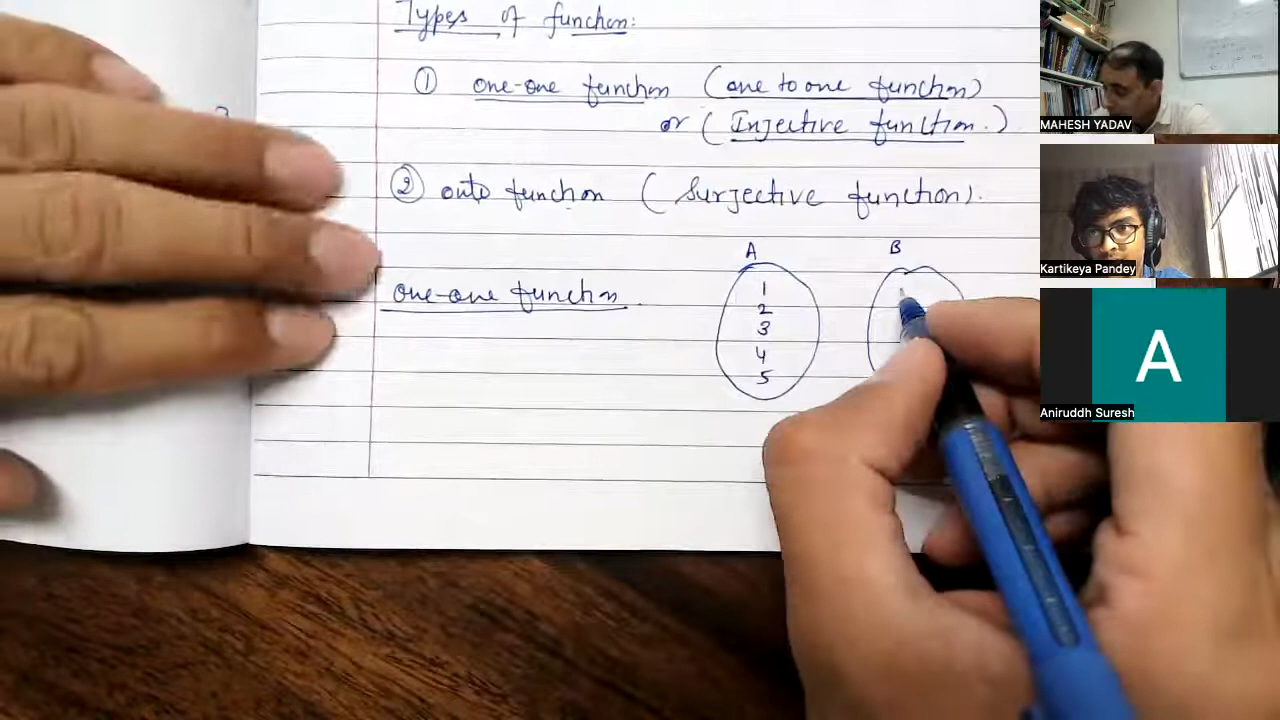 Types of function:
① one-one function (one to one function)
or (Injective function.)
② onto function (Surjective function).
A B
one-one function.
1
2
3
4
5
MAHESH YADAV
Kartikeya Pandey
A
Aniruddh Suresh